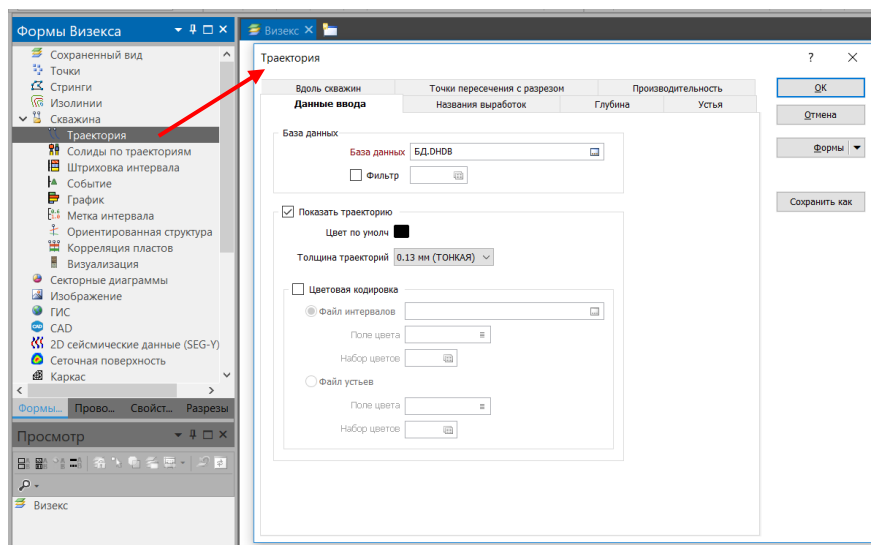 Формы Визекса
Сохраненный вид
Точки
Стринги
Изолинии
Скважина
Траектория
Солиды по траекториям
Штриховка интервала
Событие
График
Метка интервала
Ориентированная структура
Корреляция пластов
Визуализация
Секторные диаграммы
Изображение
ГИС
CAD
2D сейсмические данные (SEG-Y)
Сеточная поверхность
Каркас
Формы... Прово... Свойст... Разрезы
Просмотр
Визекс
Визекс
Траектория
Вдоль скважин Точки пересечения с разрезом Производительность
Данные ввода Названия выработок Глубина Устья
База данных
База данных БД.DHDB
Фильтр
Показать траекторию
Цвет по умолч
Толщина траекторий 0.13 мм (ТОНКАЯ)
Цветовая кодировка
Файл интервалов
Поле цвета
Набор цветов
Файл устьев
Поле цвета
Набор цветов
?
OK
Отмена
Формы
Сохранить как